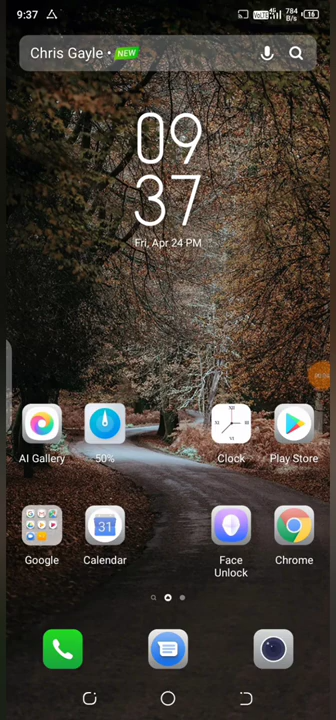 9:37
VoLTE 4G 784 B/s 16
Chris Gayle • NEW
09
37
Fri, Apr 24 PM
AI Gallery
50%
Clock
Play Store
31
Google
Calendar
Face
Unlock
Chrome